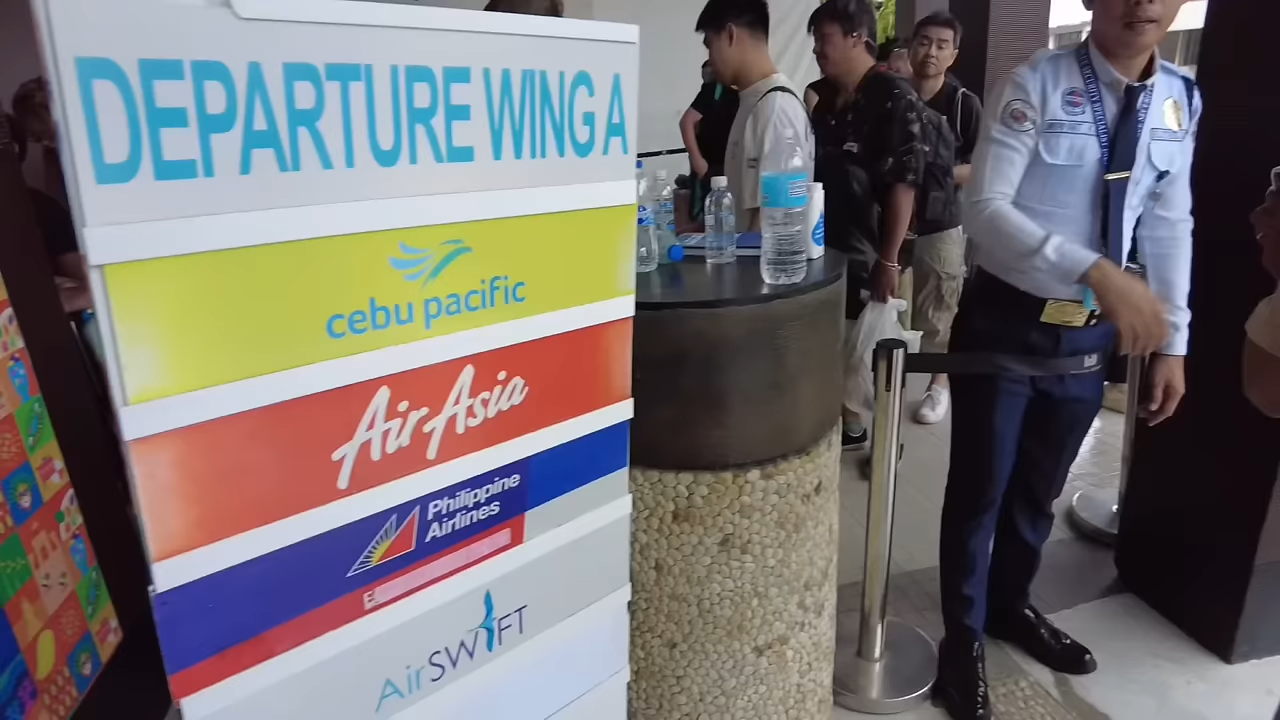 DEPARTURE WING A
cebu pacific
AirAsia
Philippine
Airlines
AirSWIFT